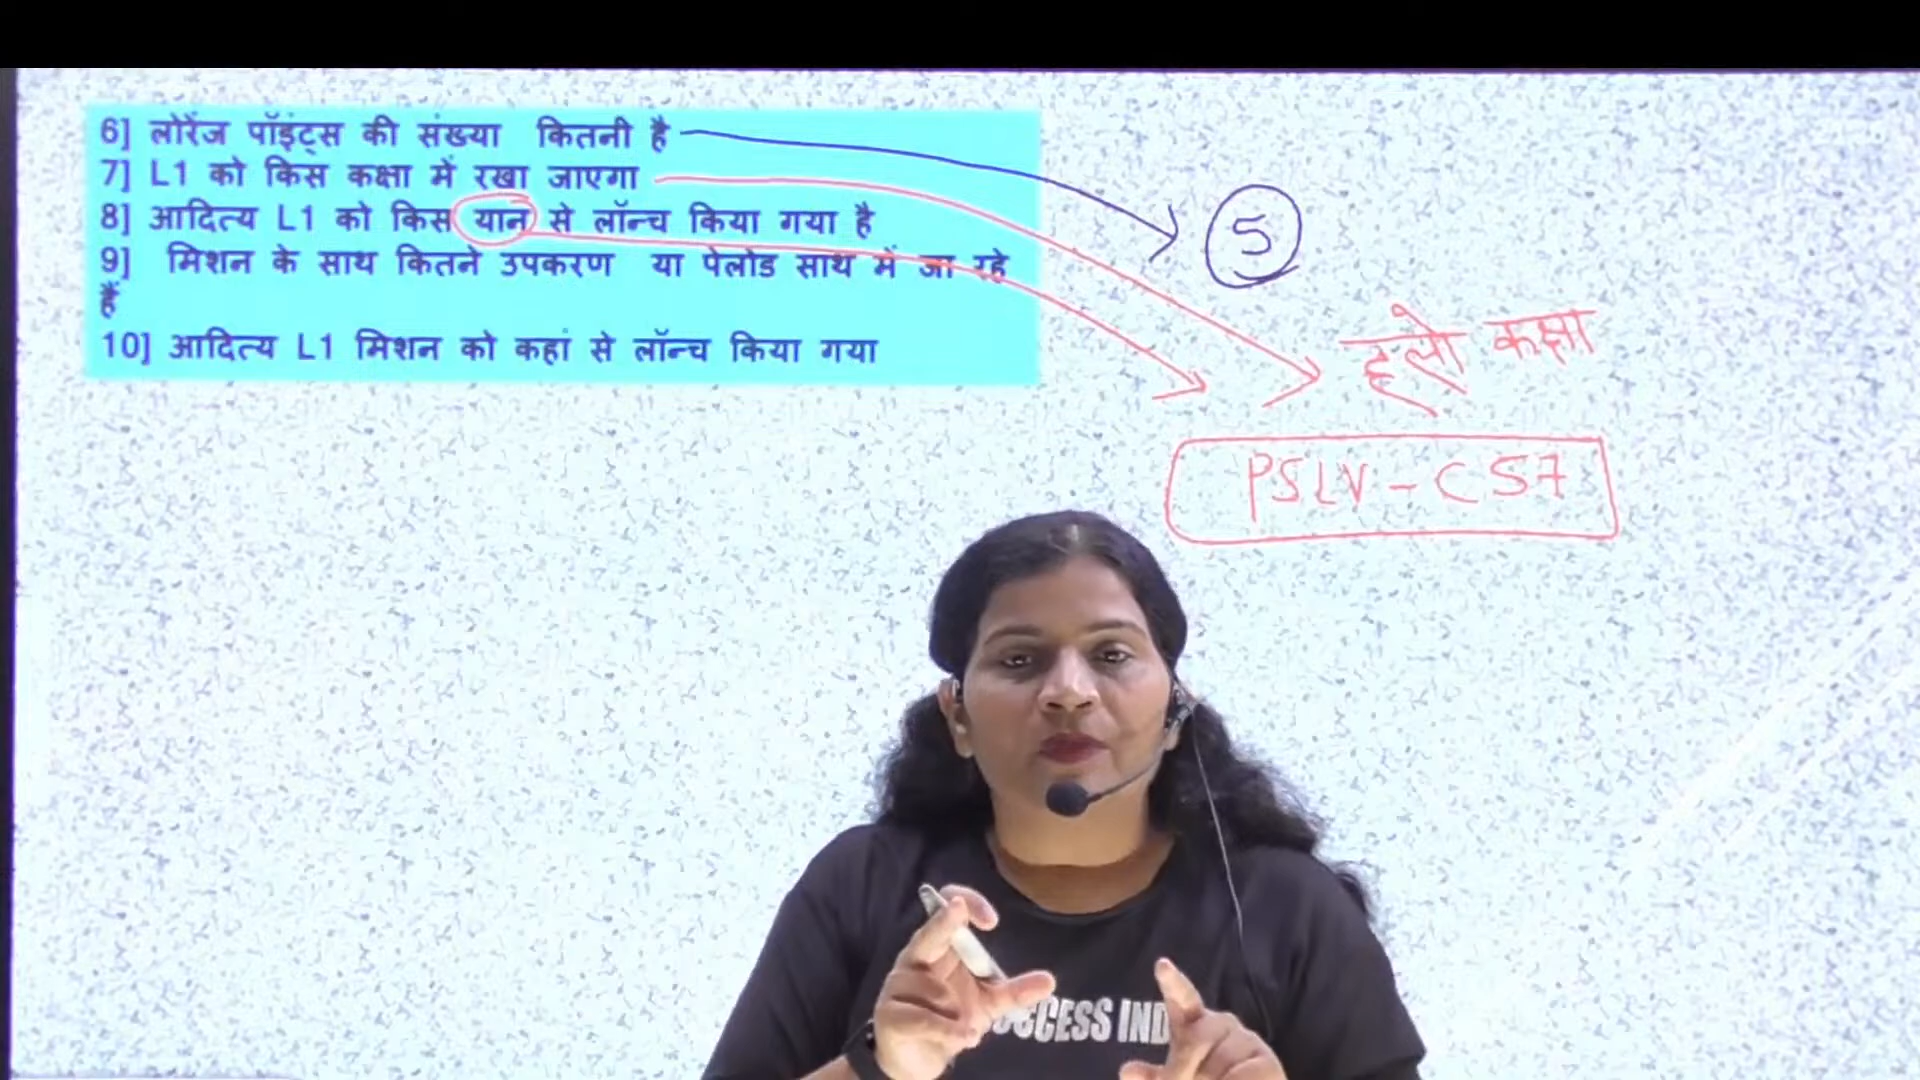 6] लोरेंज पॉइंट्स की संख्या कितनी है
7] L1 को किस कक्षा में रखा जाएगा
8] आदित्य L1 को किस यान से लॉन्च किया गया है
9] मिशन के साथ कितने उपकरण या पेलोड साथ में जा रहे
हैं
10] आदित्य L1 मिशन को कहां से लॉन्च किया गया
5
हलो कक्षा
PSLV-C57
SUCCESS IND